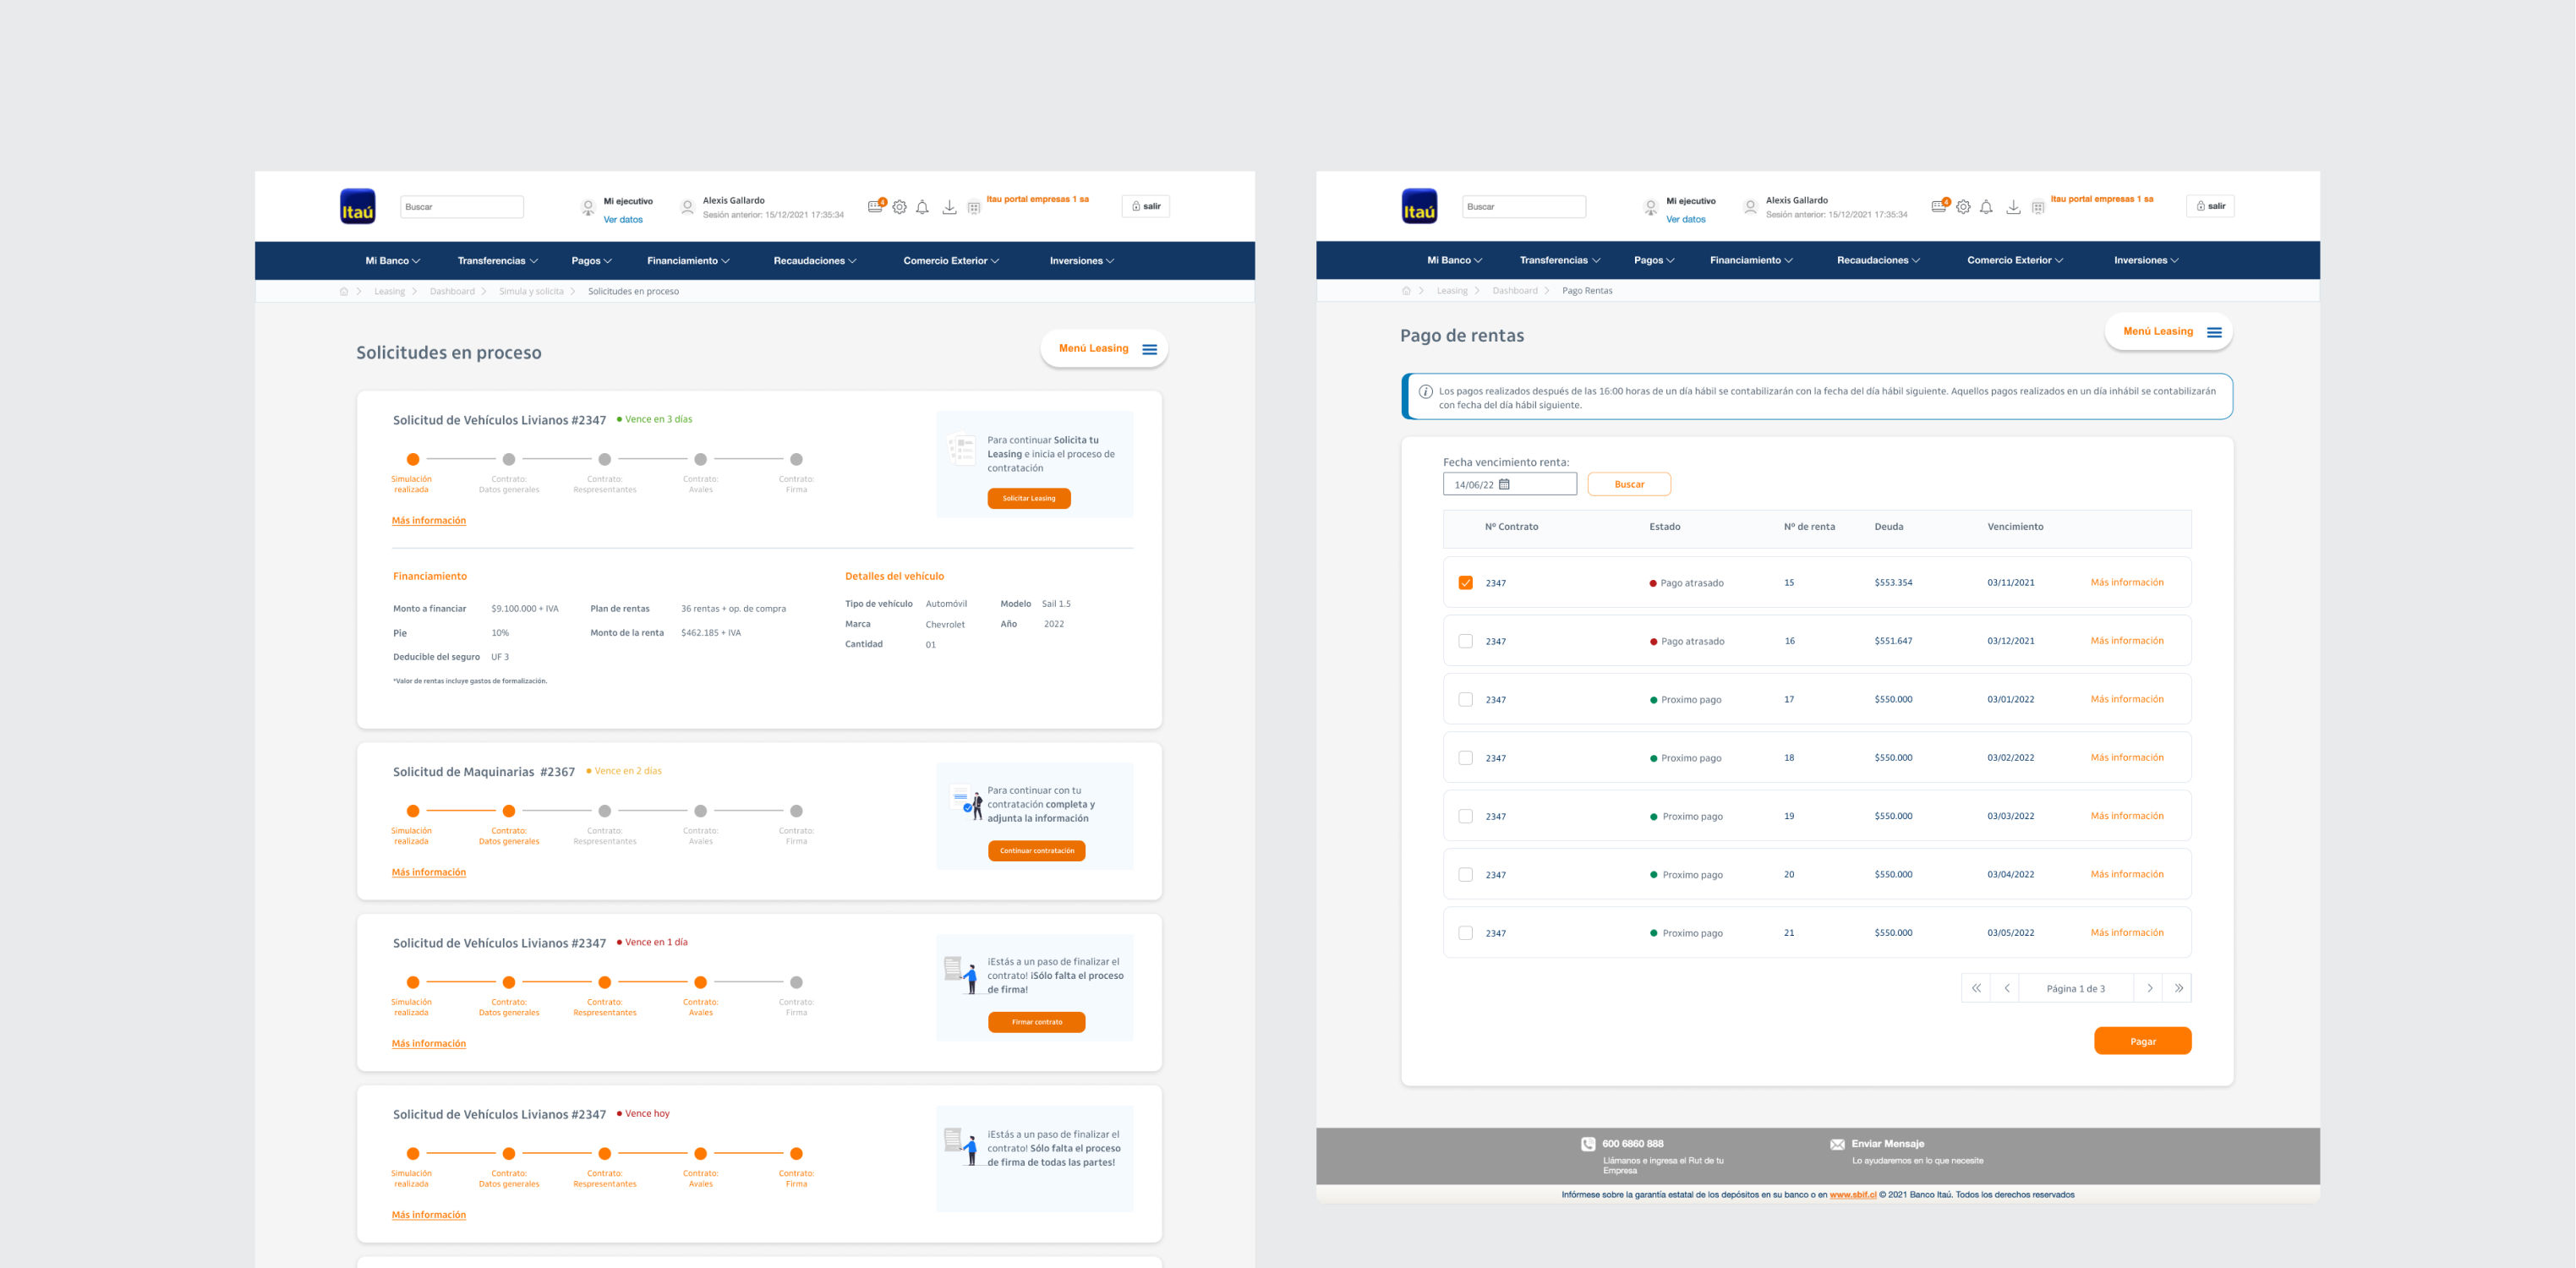 Itaú
Buscar
Mi ejecutivo
Ver datos
Alexis Gallardo
Sesión anterior: 15/12/2021 17:35:34
4
Itau portal empresas 1 sa
salir
Mi Banco
Transferencias
Pagos
Financiamiento
Recaudaciones
Comercio Exterior
Inversiones
Leasing > Dashboard > Simula y solicita > Solicitudes en proceso
Solicitudes en proceso
Menú Leasing
Solicitud de Vehículos Livianos #2347
Vence en 3 días
Simulación
realizada
Contrato:
Datos generales
Contrato:
Respresentantes
Contrato:
Avales
Contrato:
Firma
Más información
Para continuar Solicita tu
Leasing e inicia el proceso de
contratación
Solicitar Leasing
Financiamiento
Monto a financiar $9.100.000 + IVA
Plan de rentas 36 rentas + op. de compra
Pie 10%
Monto de la renta $462.185 + IVA
Deducible del seguro UF 3
*Valor de rentas incluye gastos de formalización.
Detalles del vehículo
Tipo de vehículo Automóvil
Modelo Sail 1.5
Marca Chevrolet
Año 2022
Cantidad 01
Solicitud de Maquinarias #2367
Vence en 2 días
Simulación
realizada
Contrato:
Datos generales
Contrato:
Respresentantes
Contrato:
Avales
Contrato:
Firma
Más información
Para continuar con tu
contratación completa y
adjunta la información
Continuar contratación
Solicitud de Vehículos Livianos #2347
Vence en 1 día
Simulación
realizada
Contrato:
Datos generales
Contrato:
Respresentantes
Contrato:
Avales
Contrato:
Firma
Más información
¡Estás a un paso de finalizar el
contrato! ¡Sólo falta el proceso
de firma!
Firmar contrato
Solicitud de Vehículos Livianos #2347
Vence hoy
Simulación
realizada
Contrato:
Datos generales
Contrato:
Respresentantes
Contrato:
Avales
Contrato:
Firma
Más información
¡Estás a un paso de finalizar el
contrato! Sólo falta el proceso
de firma de todas las partes!
Itaú
Buscar
Mi ejecutivo
Ver datos
Alexis Gallardo
Sesión anterior: 15/12/2021 17:35:34
4
Itau portal empresas 1 sa
salir
Mi Banco
Transferencias
Pagos
Financiamiento
Recaudaciones
Comercio Exterior
Inversiones
Leasing > Dashboard > Pago Rentas
Pago de rentas
Menú Leasing
Los pagos realizados después de las 16:00 horas de un día hábil se contabilizarán con la fecha del día hábil siguiente. Aquellos pagos realizados en un día inhábil se contabilizarán
con fecha del día hábil siguiente.
Fecha vencimiento renta:
14/06/22
Buscar
Nº Contrato Estado Nº de renta Deuda Vencimiento
2347 Pago atrasado 15 $553.354 03/11/2021 Más información
2347 Pago atrasado 16 $551.647 03/12/2021 Más información
2347 Proximo pago 17 $550.000 03/01/2022 Más información
2347 Proximo pago 18 $550.000 03/02/2022 Más información
2347 Proximo pago 19 $550.000 03/03/2022 Más información
2347 Proximo pago 20 $550.000 03/04/2022 Más información
2347 Proximo pago 21 $550.000 03/05/2022 Más información
Página 1 de 3
Pagar
600 6860 888
Llámanos e ingresa el Rut de tu
Empresa
Enviar Mensaje
Lo ayudaremos en lo que necesite
Infórmese sobre la garantía estatal de los depósitos en su banco o en www.sbif.cl © 2021 Banco Itaú. Todos los derechos reservados